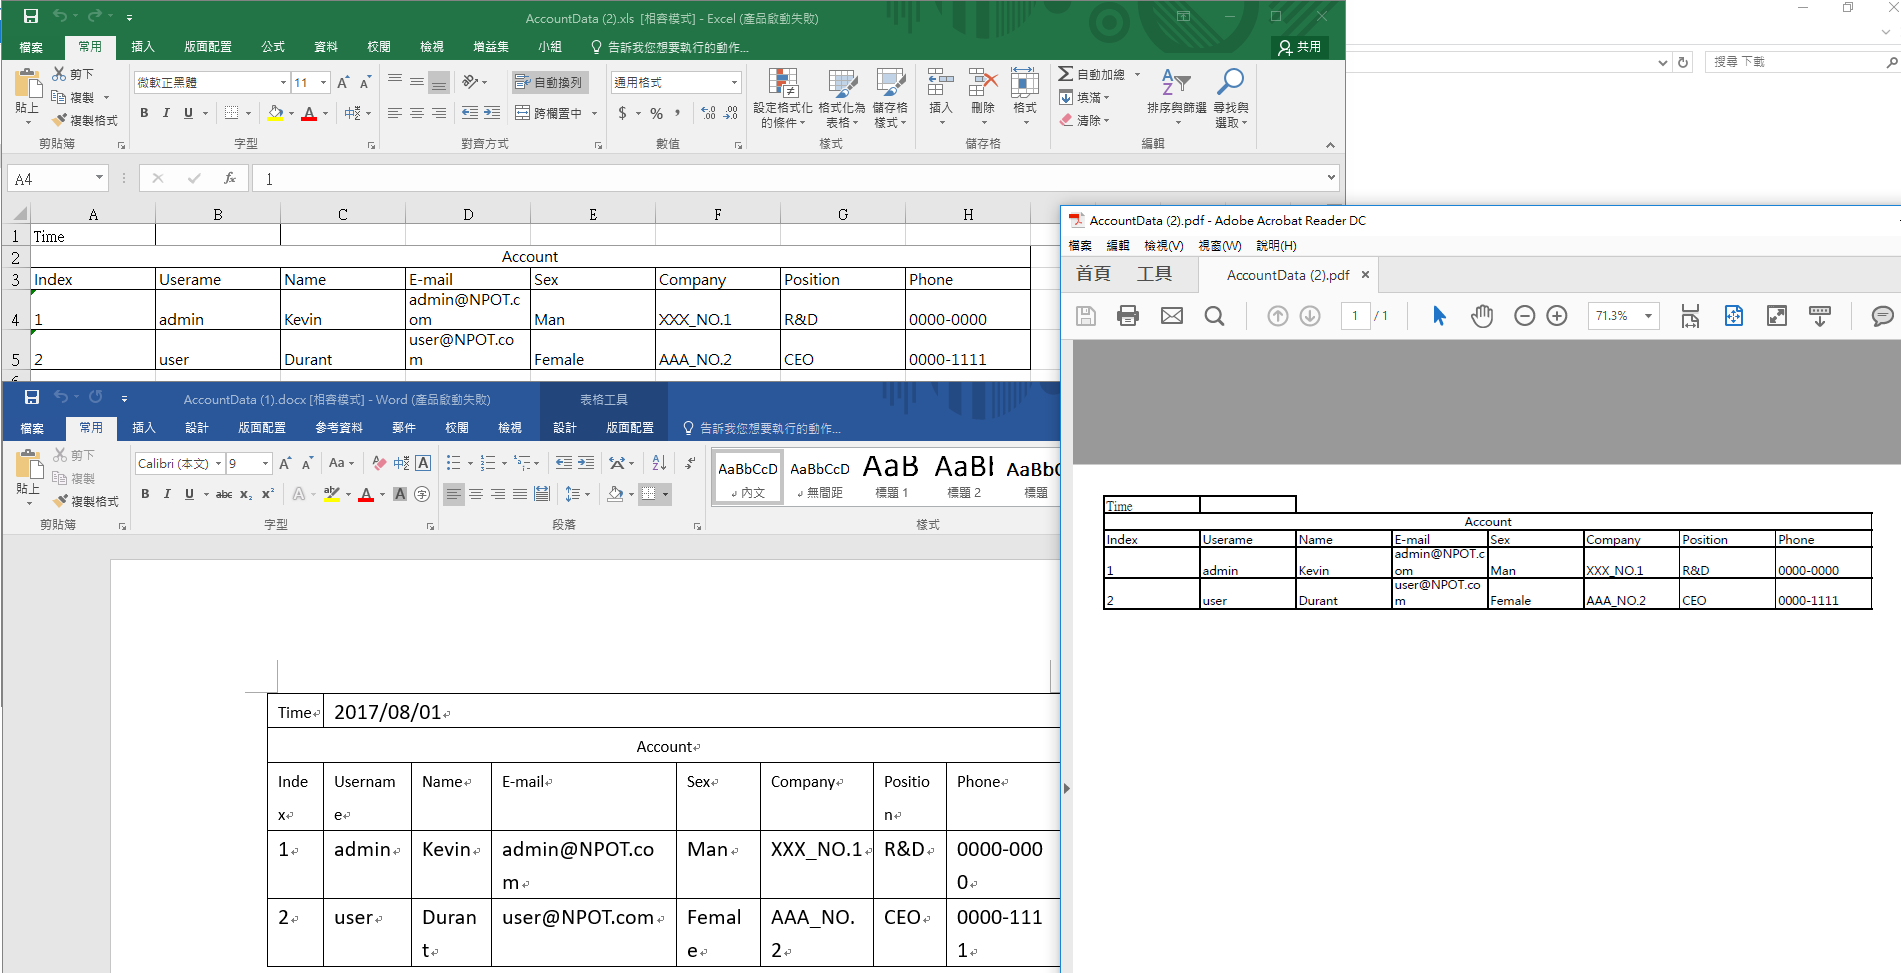 AccountData (2).xls [相容模式] - Excel (產品啟動失敗)
檔案 常用 插入 版面配置 公式 資料 校閱 檢視 增益集 小組 告訴我您想要執行的動作... 共用
搜尋 下載
貼上 剪下 複製 複製格式
微軟正黑體 11
B I U A 中
自動換列
跨欄置中
通用格式
$ % ,
設定格式化的條件 格式化為表格 儲存格樣式
插入 刪除 格式
自動加總 填滿 清除
排序與篩選 尋找與選取
剪貼簿 字型 對齊方式 數值 樣式 儲存格 編輯
A4 fx 1
A B C D E F G H
1 Time
2 Account
3 Index Userame Name E-mail Sex Company Position Phone
4 1 admin Kevin admin@NPOT.com Man XXX_NO.1 R&D 0000-0000
5 2 user Durant user@NPOT.com Female AAA_NO.2 CEO 0000-1111
AccountData (1).docx [相容模式] - Word (產品啟動失敗) 表格工具
檔案 常用 插入 設計 版面配置 參考資料 郵件 校閱 檢視 設計 版面配置 告訴我您想要執行的動作...
貼上 剪下 複製 複製格式
Calibri (本文) 9
B I U abc x₂ x²
AaBbCcD AaBbCcD AaB AaBl AaBbC
內文 無間距 標題 1 標題 2 標題
剪貼簿 字型 段落 樣式
Time 2017/08/01
Account
Inde Usernam Name E-mail Sex Company Positio Phone
x e n
1 admin Kevin admin@NPOT.co Man XXX_NO.1 R&D 0000-000
m 0
2 user Duran user@NPOT.com Femal AAA_NO. CEO 0000-111
t e 2 1
AccountData (2).pdf - Adobe Acrobat Reader DC
檔案 編輯 檢視(V) 視窗(W) 說明(H)
首頁 工具 AccountData (2).pdf ×
1 / 1 71.3%
Time
Account
Index Userame Name E-mail Sex Company Position Phone
admin@NPOT.c
1 admin Kevin om Man XXX_NO.1 R&D 0000-0000
user@NPOT.co
2 user Durant m Female AAA_NO.2 CEO 0000-1111